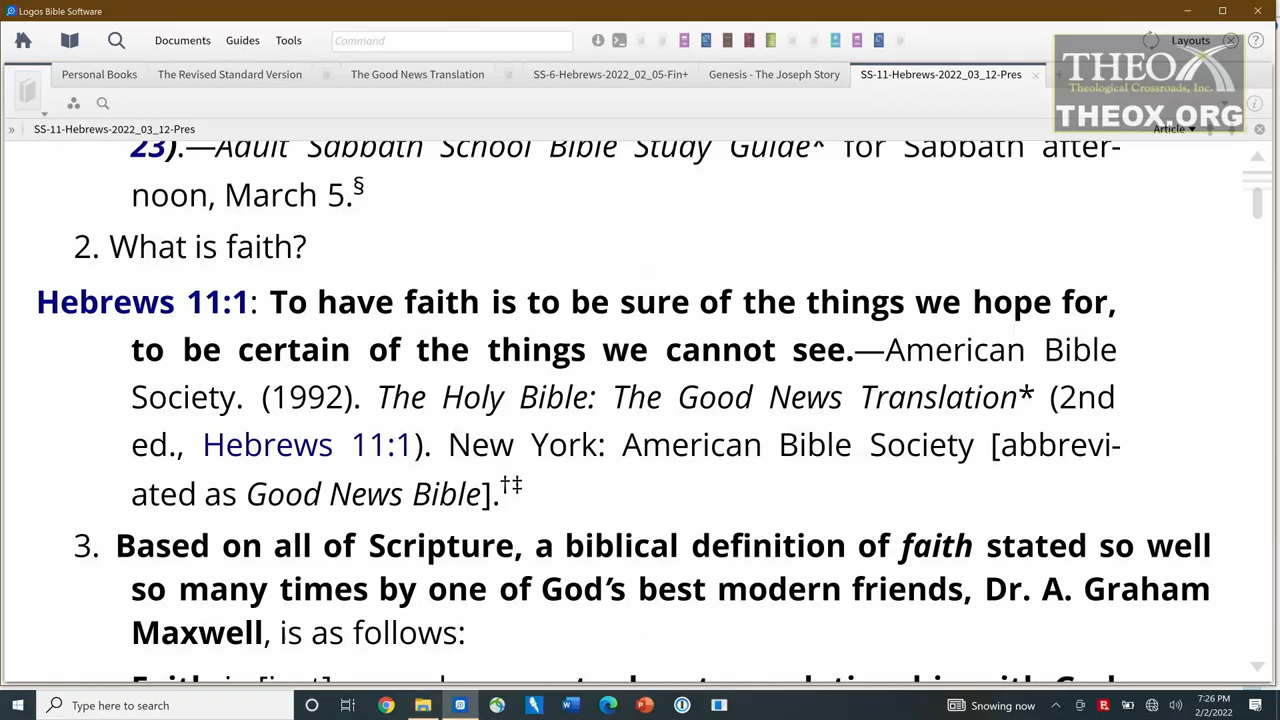 Logos Bible Software
Documents Guides Tools Command Layouts
THEOX
Theological Crossroads, Inc.
THEOX.ORG
Personal Books The Revised Standard Version The Good News Translation SS-6-Hebrews-2022_02_05-Fin+ Genesis - The Joseph Story SS-11-Hebrews-2022_03_12-Pres
SS-11-Hebrews-2022_03_12-Pres Article
23).—Adult Sabbath School Bible Study Guide* for Sabbath after-
noon, March 5.§
2. What is faith?
Hebrews 11:1: To have faith is to be sure of the things we hope for,
to be certain of the things we cannot see.—American Bible
Society. (1992). The Holy Bible: The Good News Translation* (2nd
ed., Hebrews 11:1). New York: American Bible Society [abbrevi-
ated as Good News Bible].†‡
3. Based on all of Scripture, a biblical definition of faith stated so well
so many times by one of God's best modern friends, Dr. A. Graham
Maxwell, is as follows:
Type here to search
Showing now
7:26 PM
2/2/2022